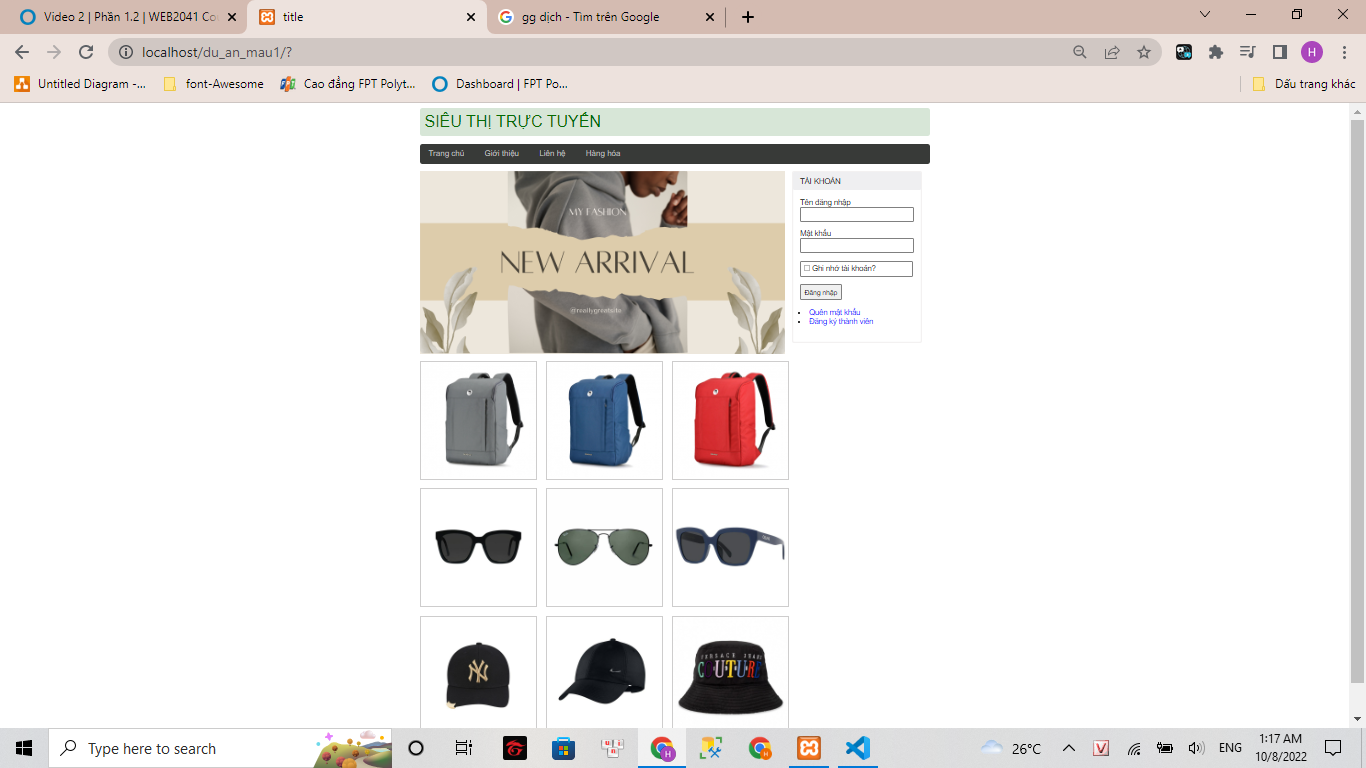 Video 2 | Phần 1.2 | WEB2041 Co
title
gg dịch - Tìm trên Google
localhost/du_an_mau1/?
H
Untitled Diagram -...
font-Awesome
Cao đẳng FPT Polyt...
Dashboard | FPT Po...
Dấu trang khác
SIÊU THỊ TRỰC TUYẾN
Trang chủ
Giới thiệu
Liên hệ
Hàng hóa
MY FASHION
NEW ARRIVAL
@reallygreatsite
TÀI KHOẢN
Tên đăng nhập
Mật khẩu
Ghi nhớ tài khoản?
Đăng nhập
Quên mật khẩu
Đăng ký thành viên
NY
VERSACE JEANS
COUTURE
Type here to search
26°C
ENG
1:17 AM
10/8/2022